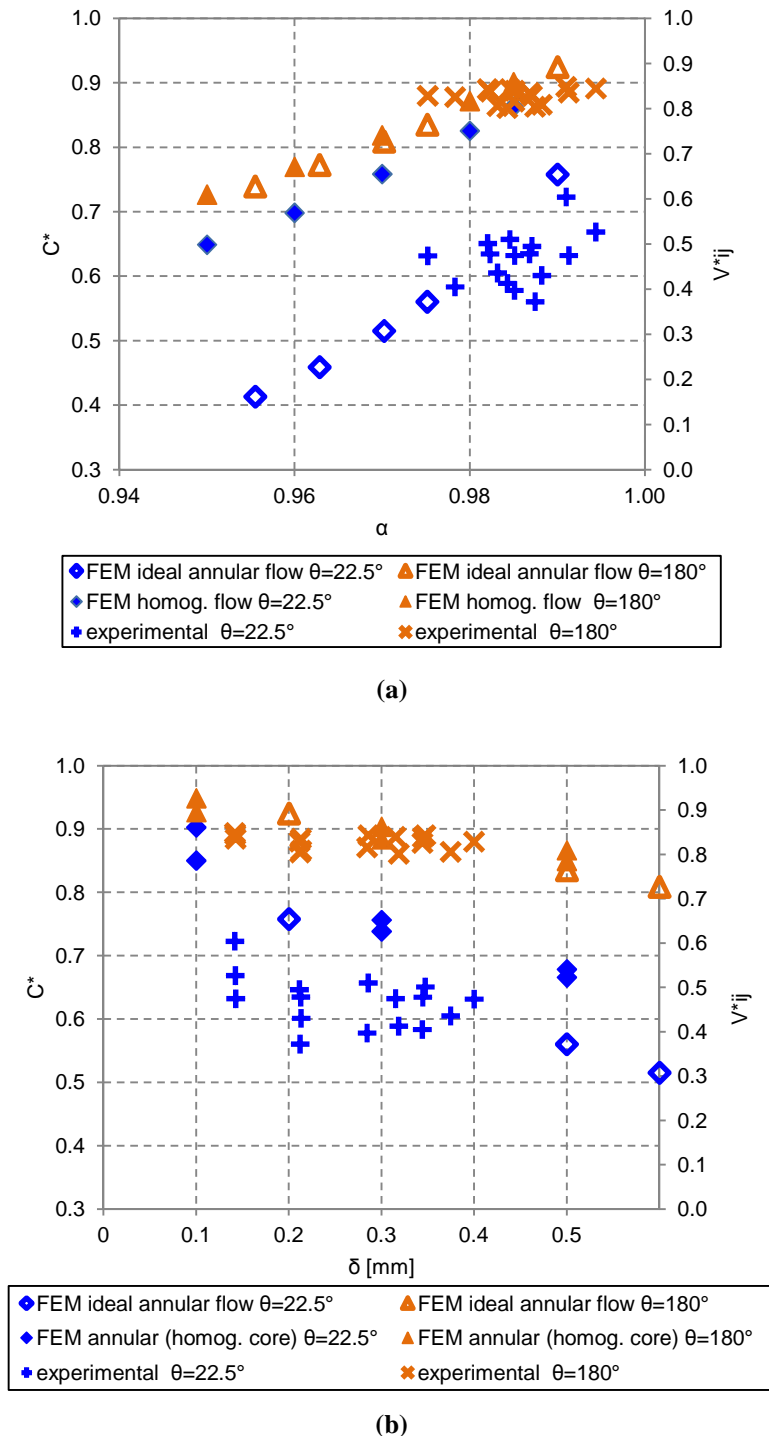 1.0 1.0
0.9 0.9
0.8 0.8
0.7 0.7
0.6 0.6
0.5 0.5
0.4 0.4
0.3 0.3
0.2
0.1
0.0
C*
V*ij
0.94 0.96 0.98 1.00
α
FEM ideal annular flow θ=22.5° FEM ideal annular flow θ=180°
FEM homog. flow θ=22.5° FEM homog. flow θ=180°
experimental θ=22.5° experimental θ=180°
(a)
1.0 1.0
0.9 0.9
0.8 0.8
0.7 0.7
0.6 0.6
0.5 0.5
0.4 0.4
0.3 0.3
0.2
0.1
0.0
C*
V*ij
0 0.1 0.2 0.3 0.4 0.5
δ [mm]
FEM ideal annular flow θ=22.5° FEM ideal annular flow θ=180°
FEM annular (homog. core) θ=22.5° FEM annular (homog. core) θ=180°
experimental θ=22.5° experimental θ=180°
(b)